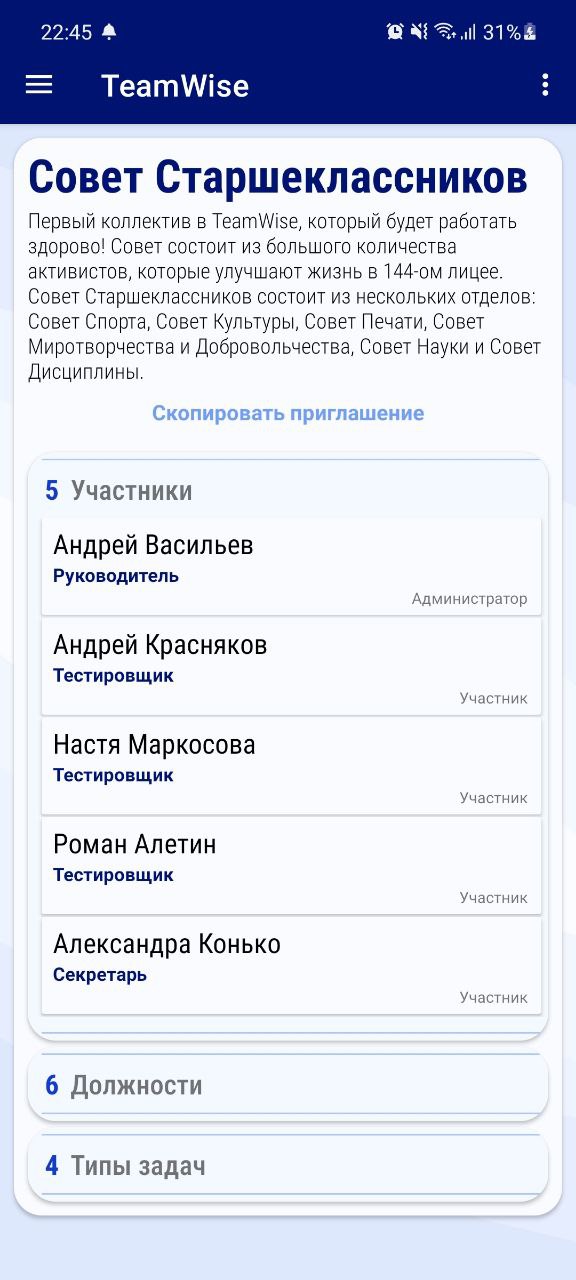 22:45
31%
TeamWise
Совет Старшеклассников
Первый коллектив в TeamWise, который будет работать
здорово! Совет состоит из большого количества
активистов, которые улучшают жизнь в 144-ом лицее.
Совет Старшеклассников состоит из нескольких отделов:
Совет Спорта, Совет Культуры, Совет Печати, Совет
Миротворчества и Добровольчества, Совет Науки и Совет
Дисциплины.
Скопировать приглашение
5 Участники
Андрей Васильев
Руководитель
Администратор
Андрей Красняков
Тестировщик
Участник
Настя Маркосова
Тестировщик
Участник
Роман Алетин
Тестировщик
Участник
Александра Конько
Секретарь
Участник
6 Должности
4 Типы задач